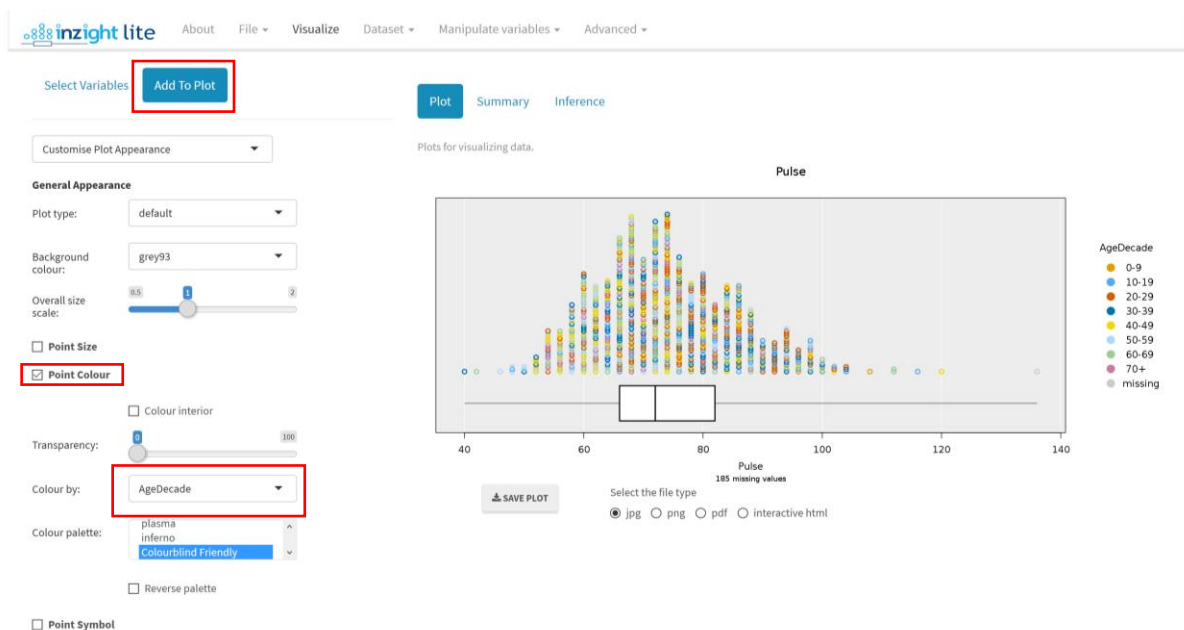 inzight lite About File Visualize Dataset Manipulate variables Advanced
Select Variables Add To Plot
Customise Plot Appearance
General Appearance
Plot type: default
Background colour: grey93
Overall size scale: 0.5 1 2
Point Size
Point Colour
Colour interior
Transparency: 0 100
Colour by: AgeDecade
Colour palette: plasma
inferno
Colourblind Friendly
Reverse palette
Point Symbol
Plot Summary Inference
Plots for visualizing data.
Pulse
AgeDecade
0-9
10-19
20-29
30-39
40-49
50-59
60-69
70+
missing
40 60 80 100 120 140
Pulse
185 missing values
SAVE PLOT
Select the file type
jpg png pdf interactive html